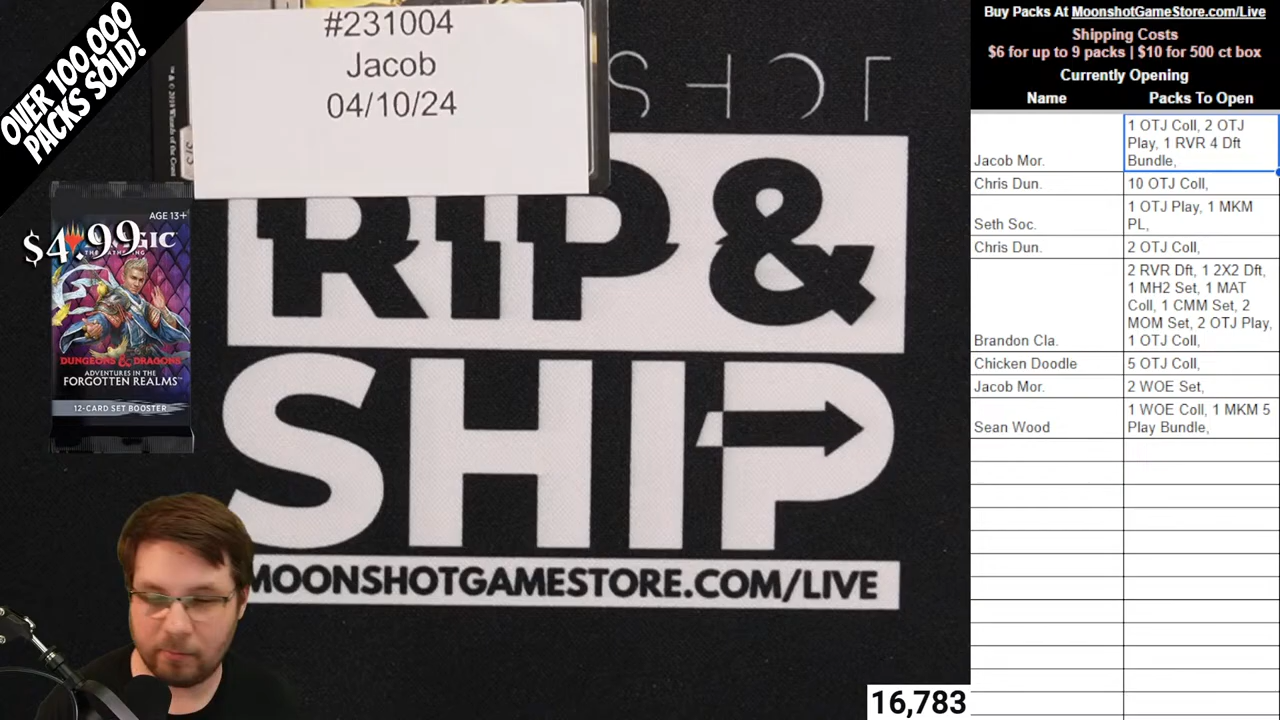 OVER 100,000
PACKS SOLD!
#231004
Jacob
04/10/24
$4.99
AGE 13+
DUNGEONS & DRAGONS
ADVENTURES IN THE
FORGOTTEN REALMS
12-CARD SET BOOSTER
RIP &
SHIP
MOONSHOTGAMESTORE.COM/LIVE
16,783
Buy Packs At MoonshotGameStore.com/Live
Shipping Costs
$6 for up to 9 packs | $10 for 500 ct box
Currently Opening
Name Packs To Open
Jacob Mor. 1 OTJ Coll, 2 OTJ
Play, 1 RVR 4 Dft
Bundle,
Chris Dun. 10 OTJ Coll,
Seth Soc. 1 OTJ Play, 1 MKM
PL,
Chris Dun. 2 OTJ Coll,
Brandon Cla. 2 RVR Dft, 1 2X2 Dft,
1 MH2 Set, 1 MAT
Coll, 1 CMM Set, 2
MOM Set, 2 OTJ Play,
1 OTJ Coll,
Chicken Doodle 5 OTJ Coll,
Jacob Mor. 2 WOE Set,
Sean Wood 1 WOE Coll, 1 MKM 5
Play Bundle,